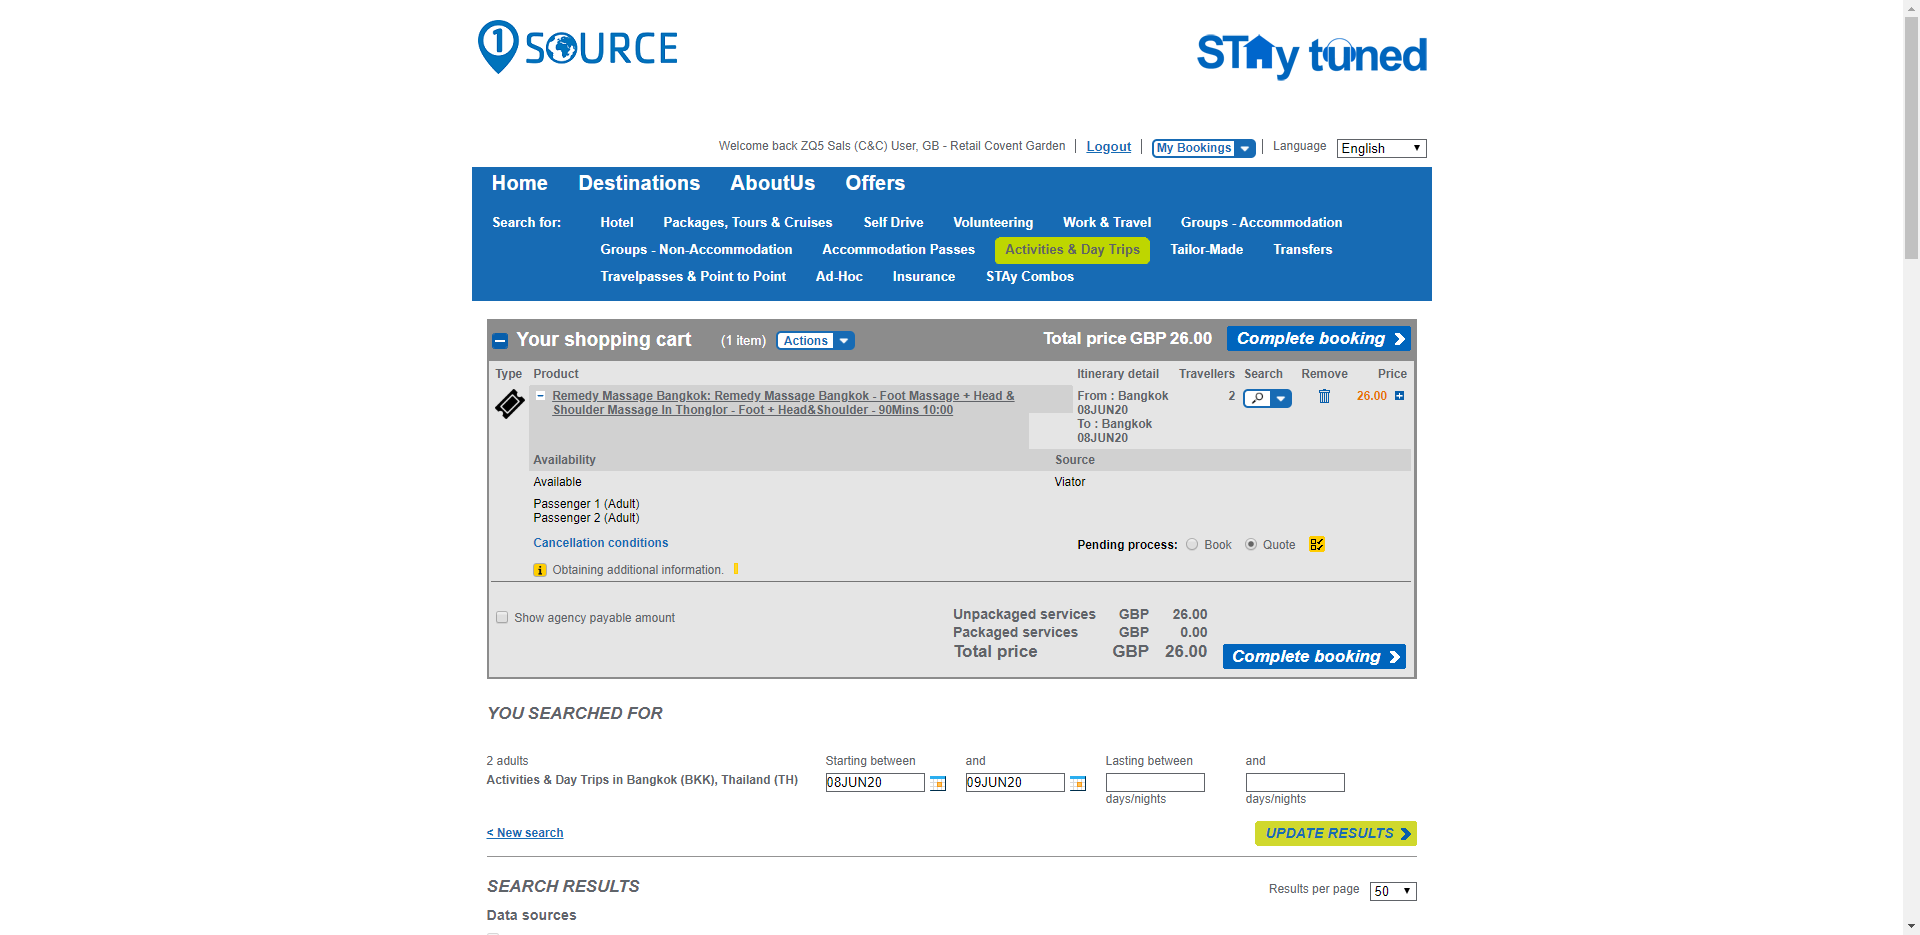 1 SOURCE
STAy tuned
Welcome back ZQ5 Sals (C&C) User, GB - Retail Covent Garden Logout My Bookings Language English
Home Destinations AboutUs Offers
Search for: Hotel Packages, Tours & Cruises Self Drive Volunteering Work & Travel Groups - Accommodation
Groups - Non-Accommodation Accommodation Passes Activities & Day Trips Tailor-Made Transfers
Travelpasses & Point to Point Ad-Hoc Insurance STAy Combos
Your shopping cart (1 item) Actions Total price GBP 26.00 Complete booking
Type Product Itinerary detail Travellers Search Remove Price
Remedy Massage Bangkok: Remedy Massage Bangkok - Foot Massage + Head & From : Bangkok 2 26.00
Shoulder Massage In Thonglor - Foot + Head&Shoulder - 90Mins 10:00 08JUN20
To : Bangkok
08JUN20
Availability Source
Available Viator
Passenger 1 (Adult)
Passenger 2 (Adult)
Cancellation conditions Pending process: Book Quote
Obtaining additional information.
Show agency payable amount Unpackaged services GBP 26.00
Packaged services GBP 0.00
Total price GBP 26.00 Complete booking
YOU SEARCHED FOR
2 adults Starting between and Lasting between and
Activities & Day Trips in Bangkok (BKK), Thailand (TH) 08JUN20 09JUN20
days/nights days/nights
< New search UPDATE RESULTS
SEARCH RESULTS Results per page 50
Data sources